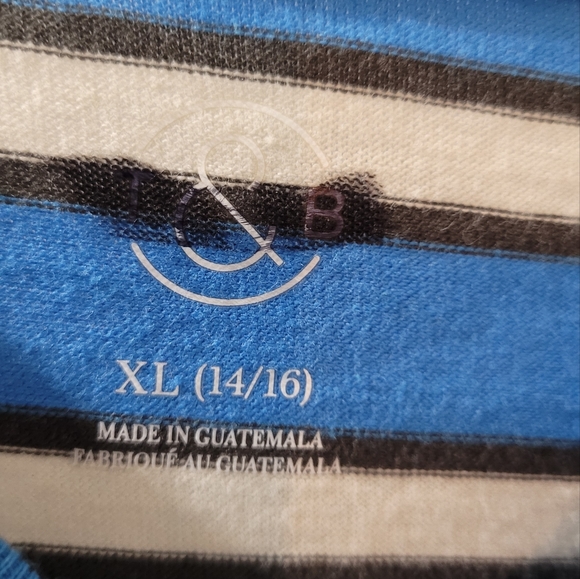 T&B
XL (14/16)
MADE IN GUATEMALA
FABRIQUÉ AU GUATEMALA